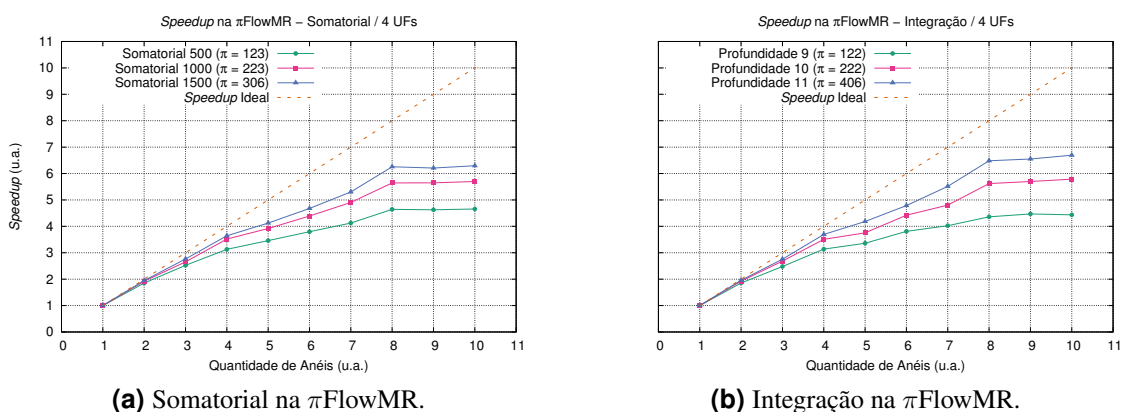 Speedup na πFlowMR − Somatorial / 4 UFs
11
10
9
8
7
6
5
4
3
2
1
0
Speedup (u.a.)
Somatorial 500 (π = 123)
Somatorial 1000 (π = 223)
Somatorial 1500 (π = 306)
Speedup Ideal
0 1 2 3 4 5 6 7 8 9 10 11
Quantidade de Anéis (u.a.)
(a) Somatorial na πFlowMR.
Speedup na πFlowMR − Integração / 4 UFs
Profundidade 9 (π = 122)
Profundidade 10 (π = 222)
Profundidade 11 (π = 406)
Speedup Ideal
0 1 2 3 4 5 6 7 8 9 10 11
Quantidade de Anéis (u.a.)
(b) Integração na πFlowMR.